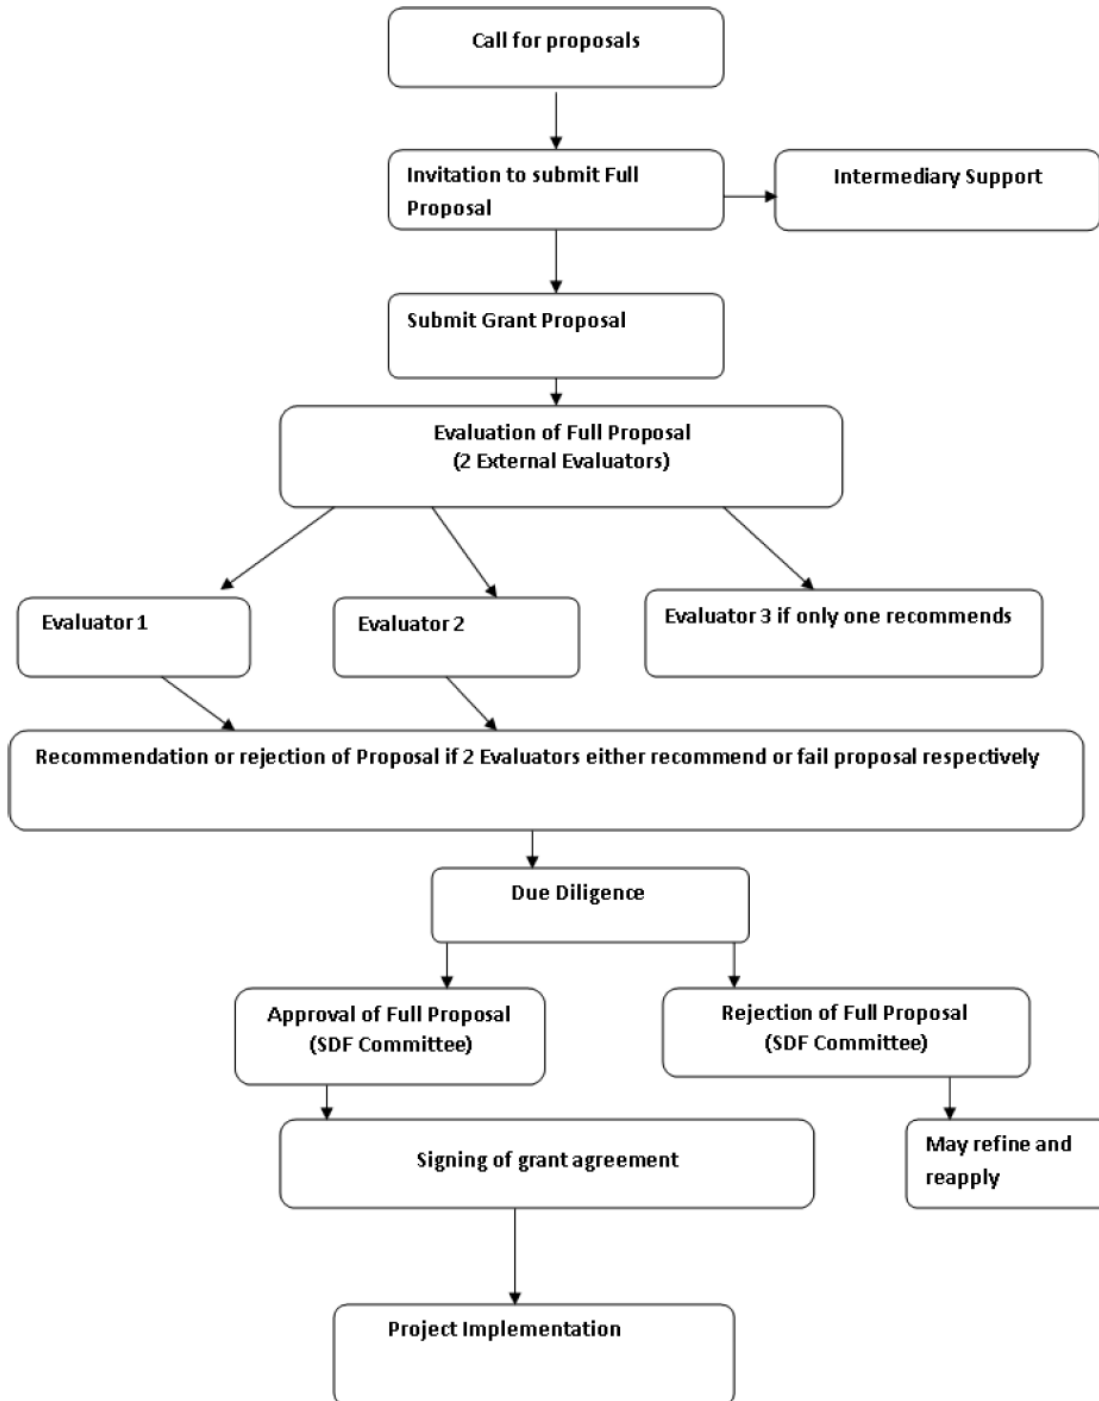 Call for proposals
Invitation to submit Full
Proposal
Intermediary Support
Submit Grant Proposal
Evaluation of Full Proposal
(2 External Evaluators)
Evaluator 1
Evaluator 2
Evaluator 3 if only one recommends
Recommendation or rejection of Proposal if 2 Evaluators either recommend or fail proposal respectively
Due Diligence
Approval of Full Proposal
(SDF Committee)
Rejection of Full Proposal
(SDF Committee)
Signing of grant agreement
May refine and
reapply
Project Implementation